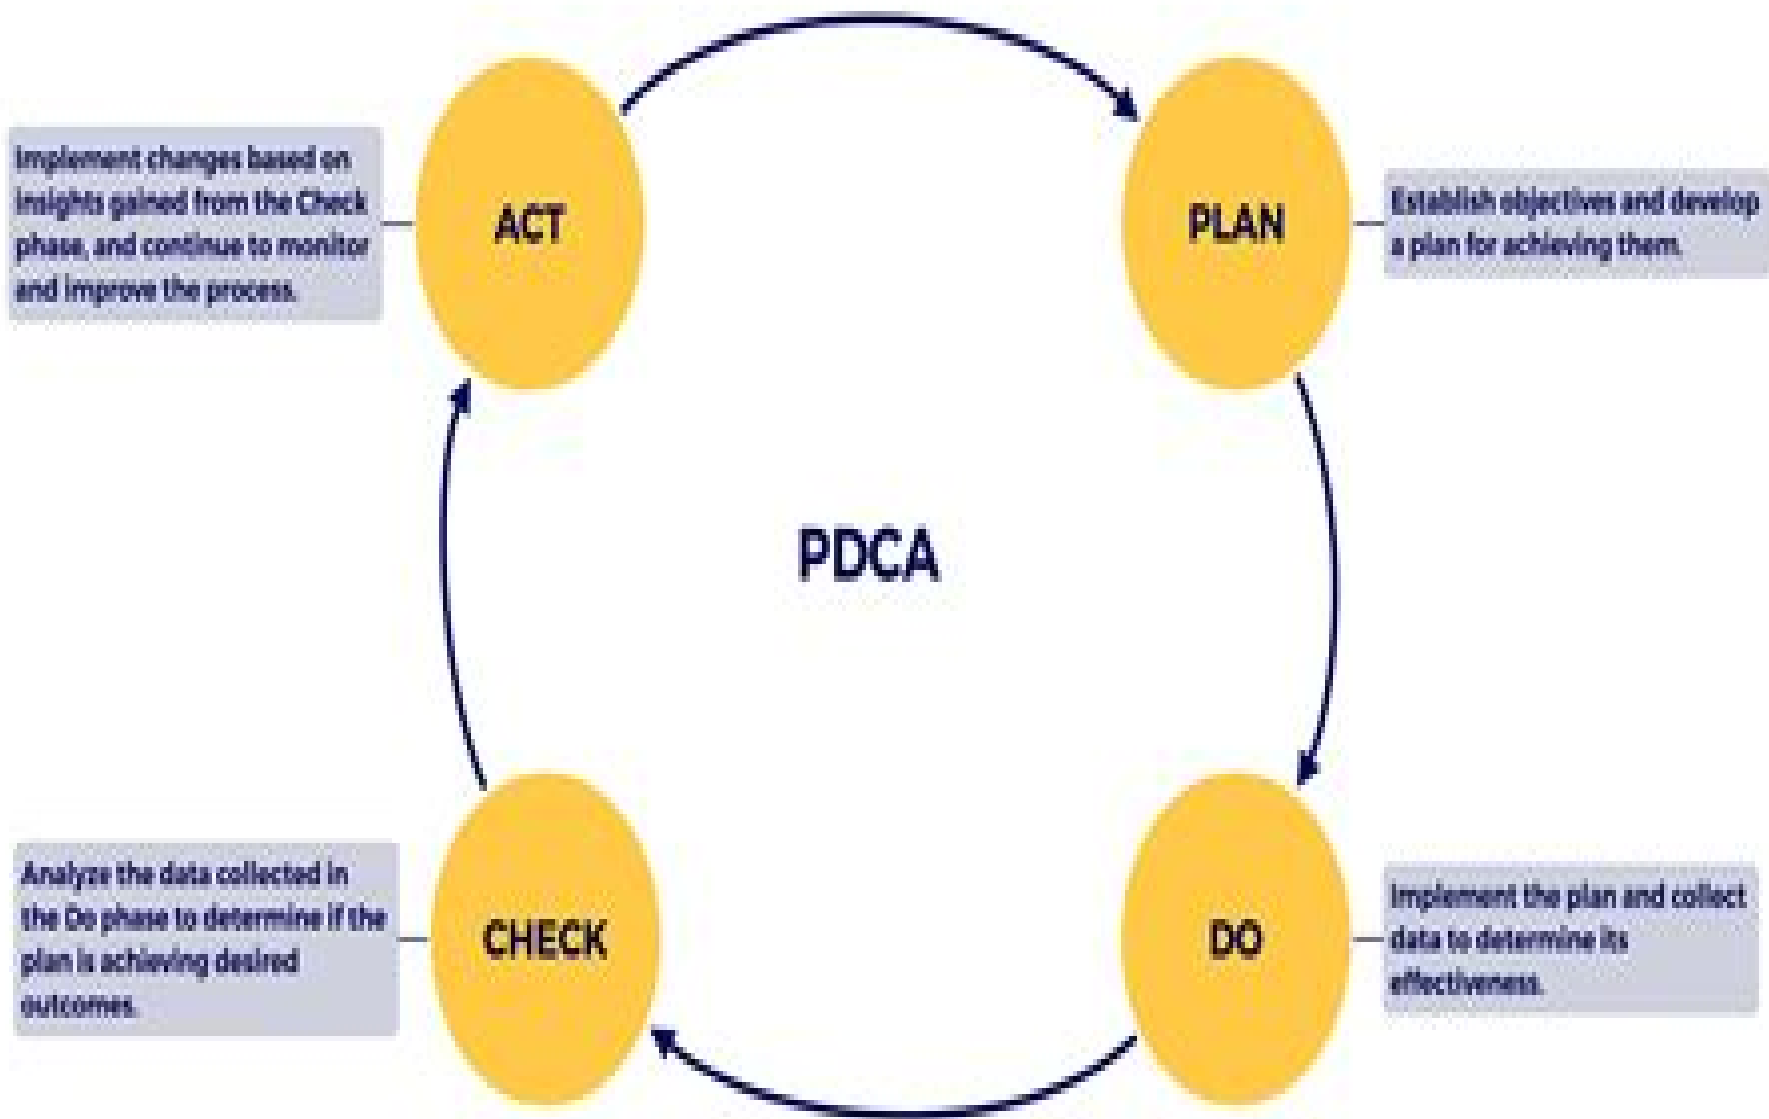 ACT
Implement changes based on
insights gained from the Check
phase, and continue to monitor
and improve the process.
PLAN
Establish objectives and develop
a plan for achieving them.
PDCA
CHECK
Analyze the data collected in
the Do phase to determine if the
plan is achieving desired
outcomes.
DO
Implement the plan and collect
data to determine its
effectiveness.